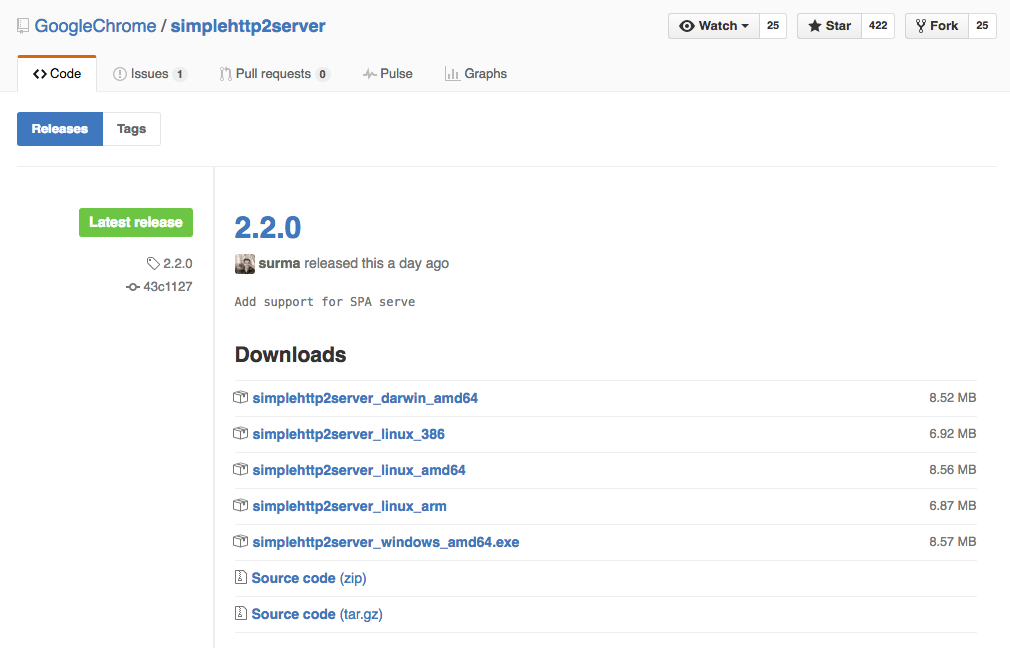 GoogleChrome / simplehttp2server
Watch 25 Star 422 Fork 25
Code Issues 1 Pull requests 0 Pulse Graphs
Releases Tags
Latest release
2.2.0
43c1127
2.2.0
surma released this a day ago
Add support for SPA serve
Downloads
simplehttp2server_darwin_amd64 8.52 MB
simplehttp2server_linux_386 6.92 MB
simplehttp2server_linux_amd64 8.56 MB
simplehttp2server_linux_arm 6.87 MB
simplehttp2server_windows_amd64.exe 8.57 MB
Source code (zip)
Source code (tar.gz)